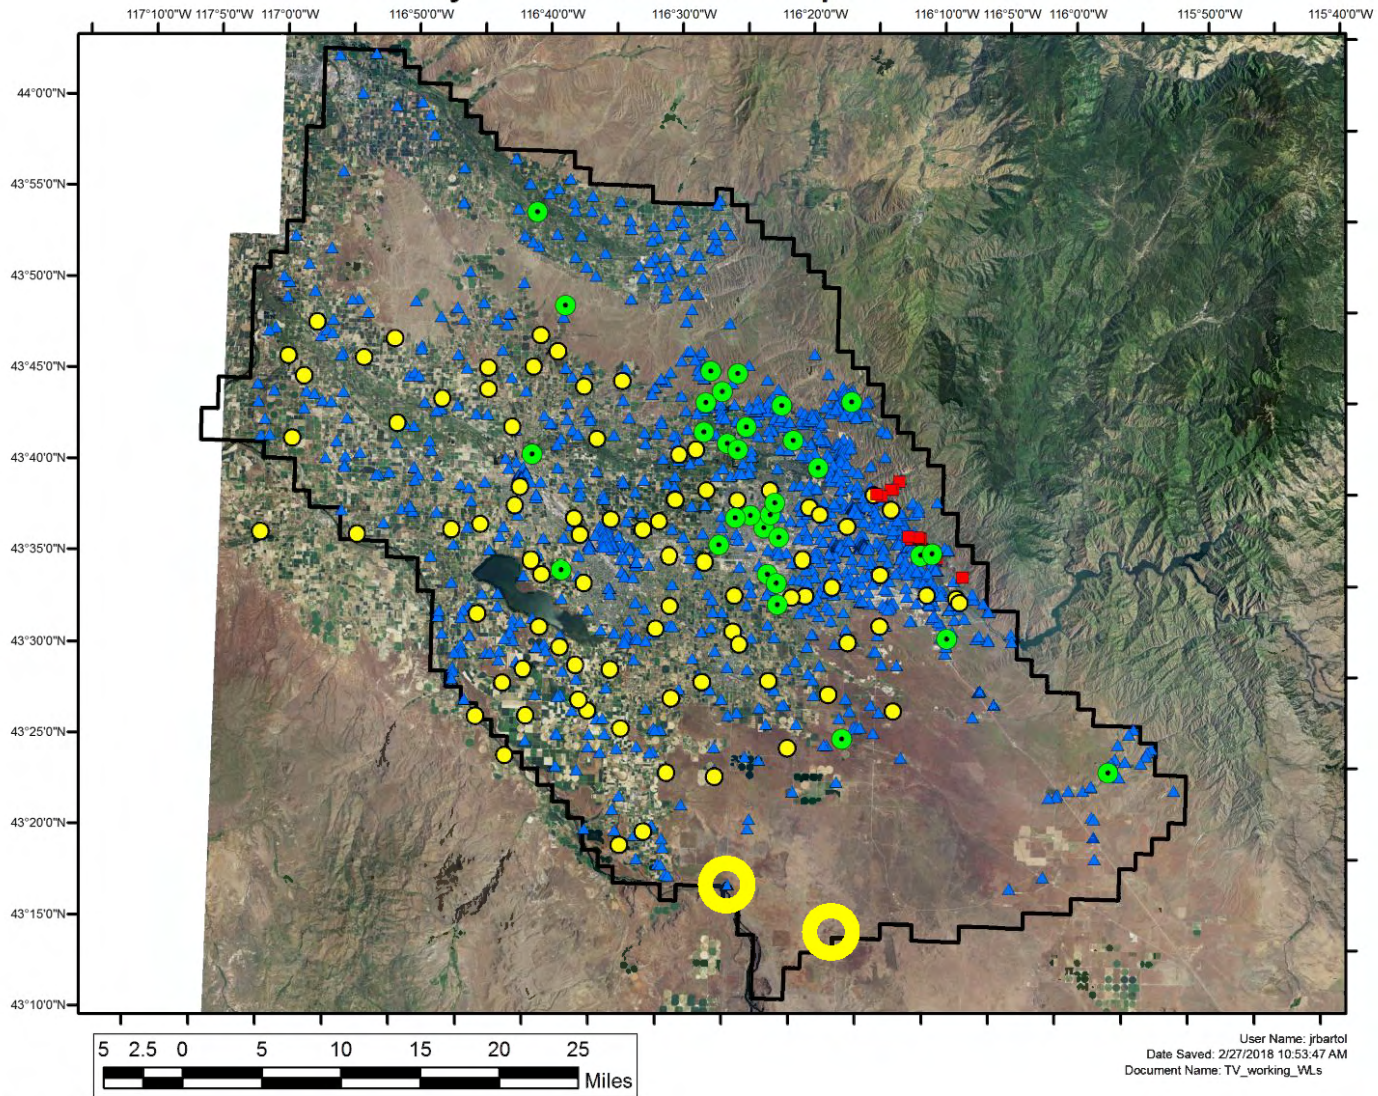 117°10'0"W 117°5'0"W 117°0'0"W 116°50'0"W 116°40'0"W 116°30'0"W 116°20'0"W 116°10'0"W 116°5'0"W 116°0'0"W 115°50'0"W 115°40'0"W
44°0'0"N
43°55'0"N
43°50'0"N
43°45'0"N
43°40'0"N
43°35'0"N
43°30'0"N
43°25'0"N
43°20'0"N
43°15'0"N
43°10'0"N
5 2.5 0 5 10 15 20 25
Miles
User Name: jrbartol
Date Saved: 2/27/2018 10:53:47 AM
Document Name: TV_working_WLs